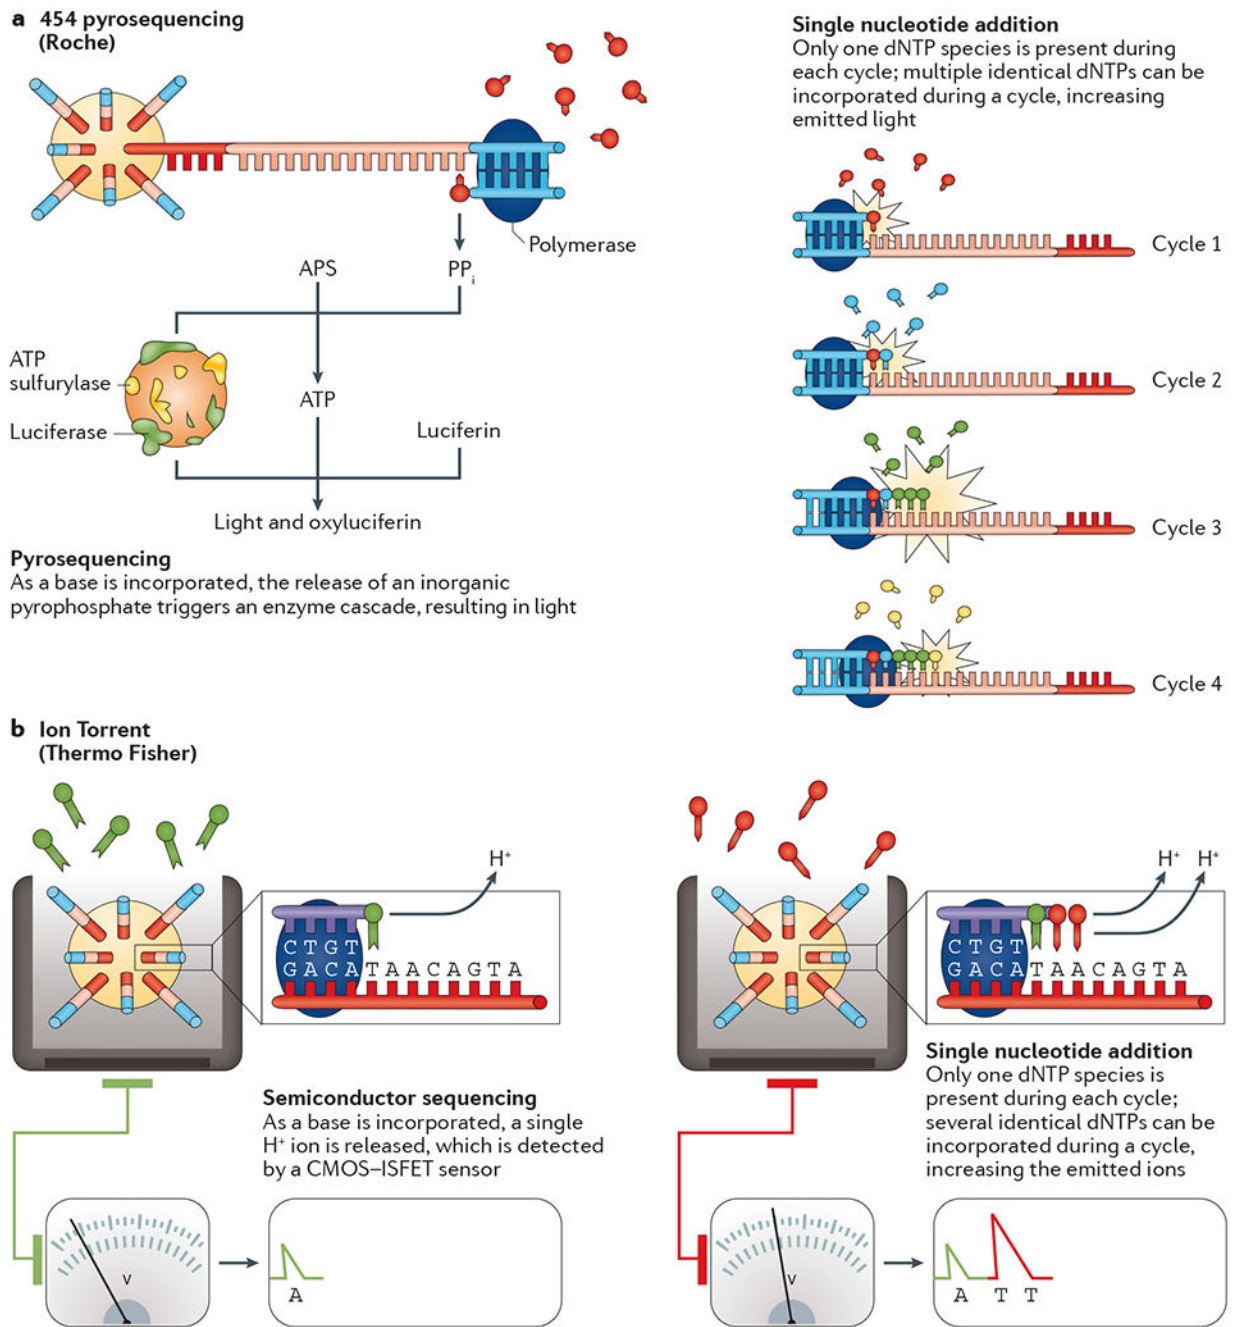 a 454 pyrosequencing
(Roche)
Polymerase
APS
PPi
ATP
sulfurylase
Luciferase
ATP
Luciferin
Light and oxyluciferin
Pyrosequencing
As a base is incorporated, the release of an inorganic
pyrophosphate triggers an enzyme cascade, resulting in light
Single nucleotide addition
Only one dNTP species is present during
each cycle; multiple identical dNTPs can be
incorporated during a cycle, increasing
emitted light
Cycle 1
Cycle 2
Cycle 3
Cycle 4
b Ion Torrent
(Thermo Fisher)
H+
C T G T
G A C A T A A C A G T A
Semiconductor sequencing
As a base is incorporated, a single
H+ ion is released, which is detected
by a CMOS–ISFET sensor
V
A
H+ H+
C T G T
G A C A T A A C A G T A
Single nucleotide addition
Only one dNTP species is
present during each cycle;
several identical dNTPs can be
incorporated during a cycle,
increasing the emitted ions
V
A T T